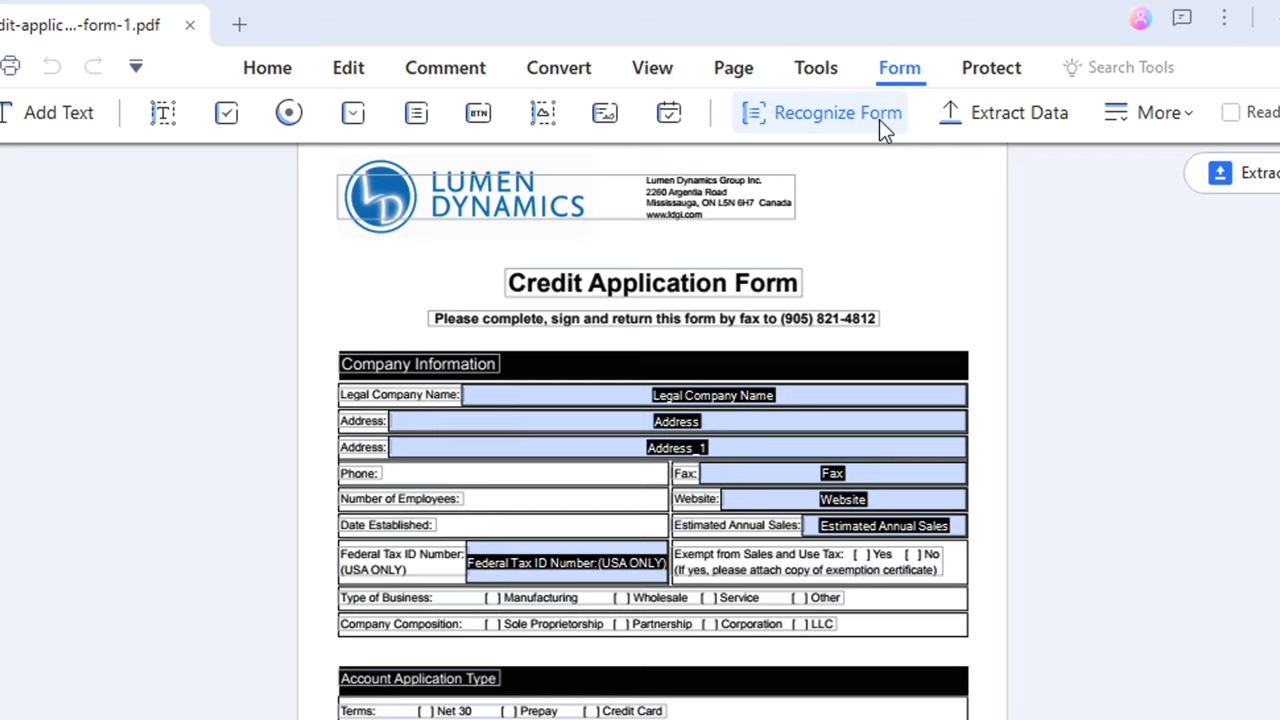 dit-applic...-form-1.pdf
Home Edit Comment Convert View Page Tools Form Protect Search Tools
Add Text BTN Recognize Form Extract Data More Read
LUMEN DYNAMICS
Lumen Dynamics Group Inc.
2260 Argentia Road
Mississauga, ON L5N 6H7 Canada
www.ldgi.com
Extrac
Credit Application Form
Please complete, sign and return this form by fax to (905) 821-4812
Company Information
Legal Company Name: Legal Company Name
Address: Address
Address: Address_1
Phone: Fax: Fax
Number of Employees: Website: Website
Date Established: Estimated Annual Sales: Estimated Annual Sales
Federal Tax ID Number: (USA ONLY) Federal Tax ID Number:(USA ONLY) Exempt from Sales and Use Tax: [ ] Yes [ ] No
(If yes, please attach copy of exemption certificate)
Type of Business: [ ] Manufacturing [ ] Wholesale [ ] Service [ ] Other
Company Composition: [ ] Sole Proprietorship [ ] Partnership [ ] Corporation [ ] LLC
Account Application Type
Terms: [ ] Net 30 [ ] Prepay [ ] Credit Card